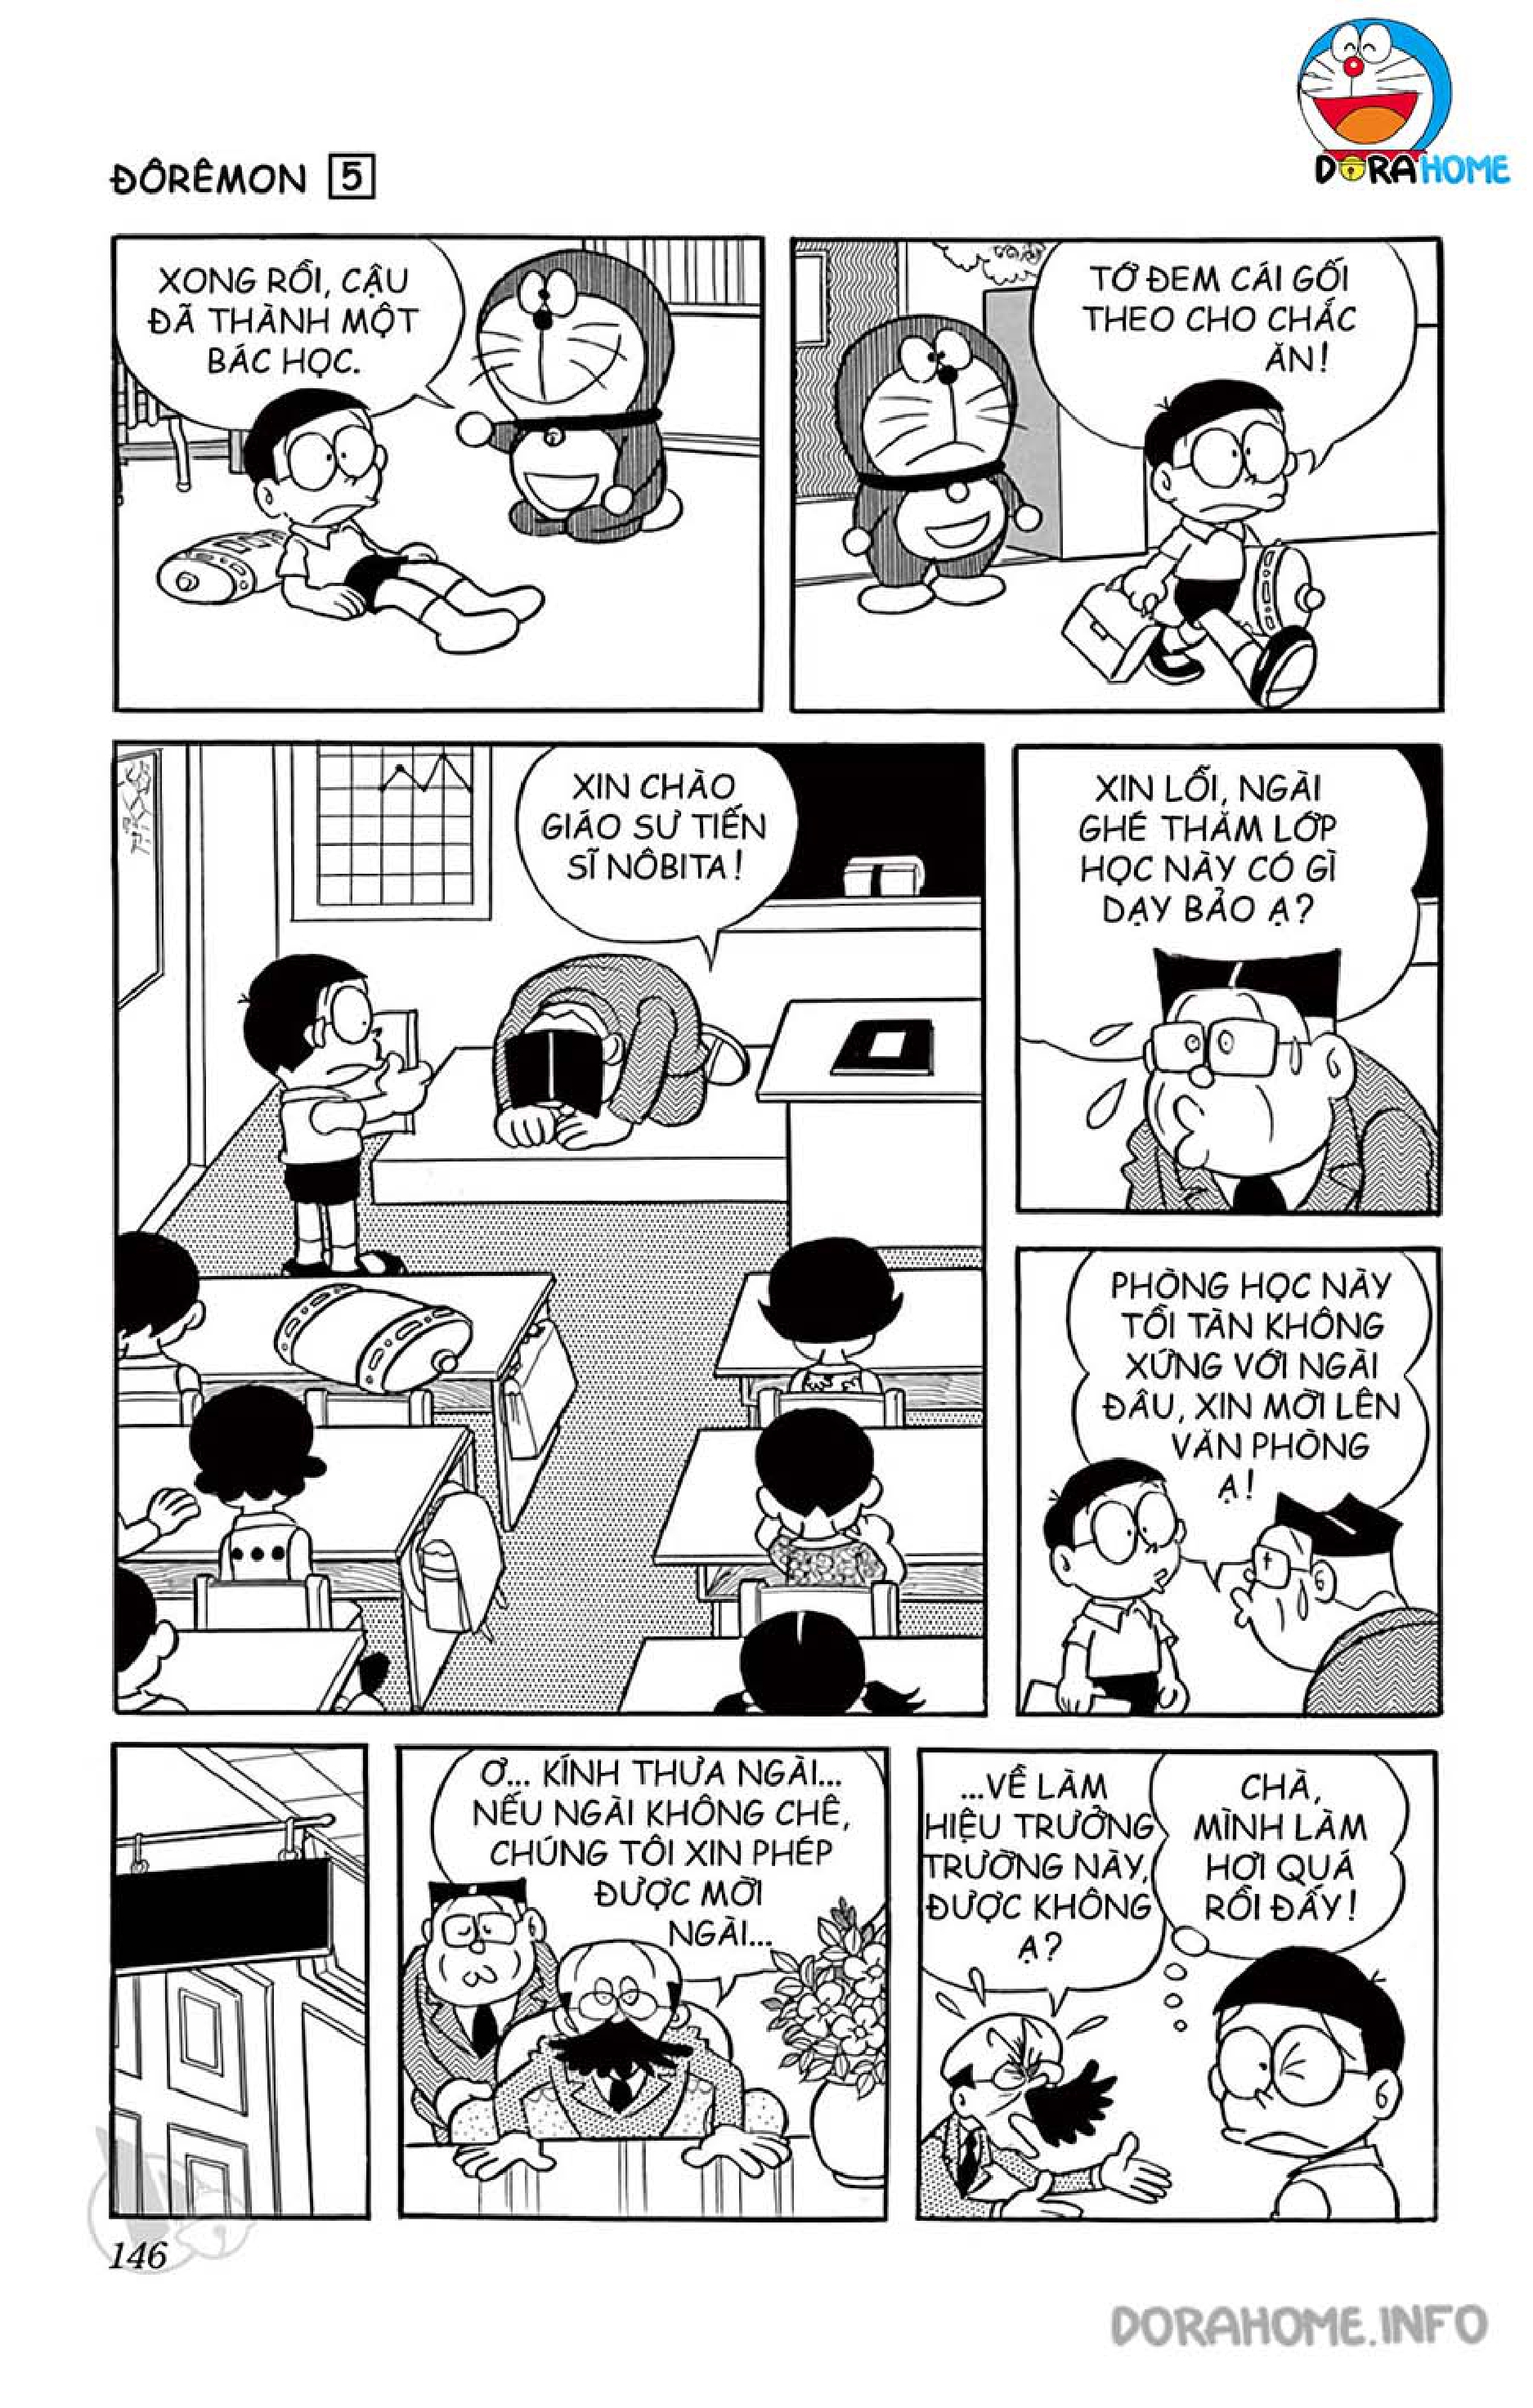 DORAHOME
ĐÔRÊMON 5
XONG RỒI, CẬU
ĐÃ THÀNH MỘT
BÁC HỌC.
TỚ ĐEM CÁI GỐI
THEO CHO CHẮC
ĂN!
XIN CHÀO
GIÁO SƯ TIẾN
SĨ NÔBITA!
XIN LỖI, NGÀI
GHÉ THĂM LỚP
HỌC NÀY CÓ GÌ
DẠY BẢO Ạ?
PHÒNG HỌC NÀY
TỒI TÀN KHÔNG
XỨNG VỚI NGÀI
ĐÂU, XIN MỜI LÊN
VĂN PHÒNG
Ạ!
Ơ... KÍNH THƯA NGÀI...
NẾU NGÀI KHÔNG CHÊ,
CHÚNG TÔI XIN PHÉP
ĐƯỢC MỜI
NGÀI...
...VỀ LÀM
HIỆU TRƯỞNG
TRƯỜNG NÀY,
ĐƯỢC KHÔNG
Ạ?
CHÀ,
MÌNH LÀM
HƠI QUÁ
RỒI ĐẤY!
146
DORAHOME.INFO